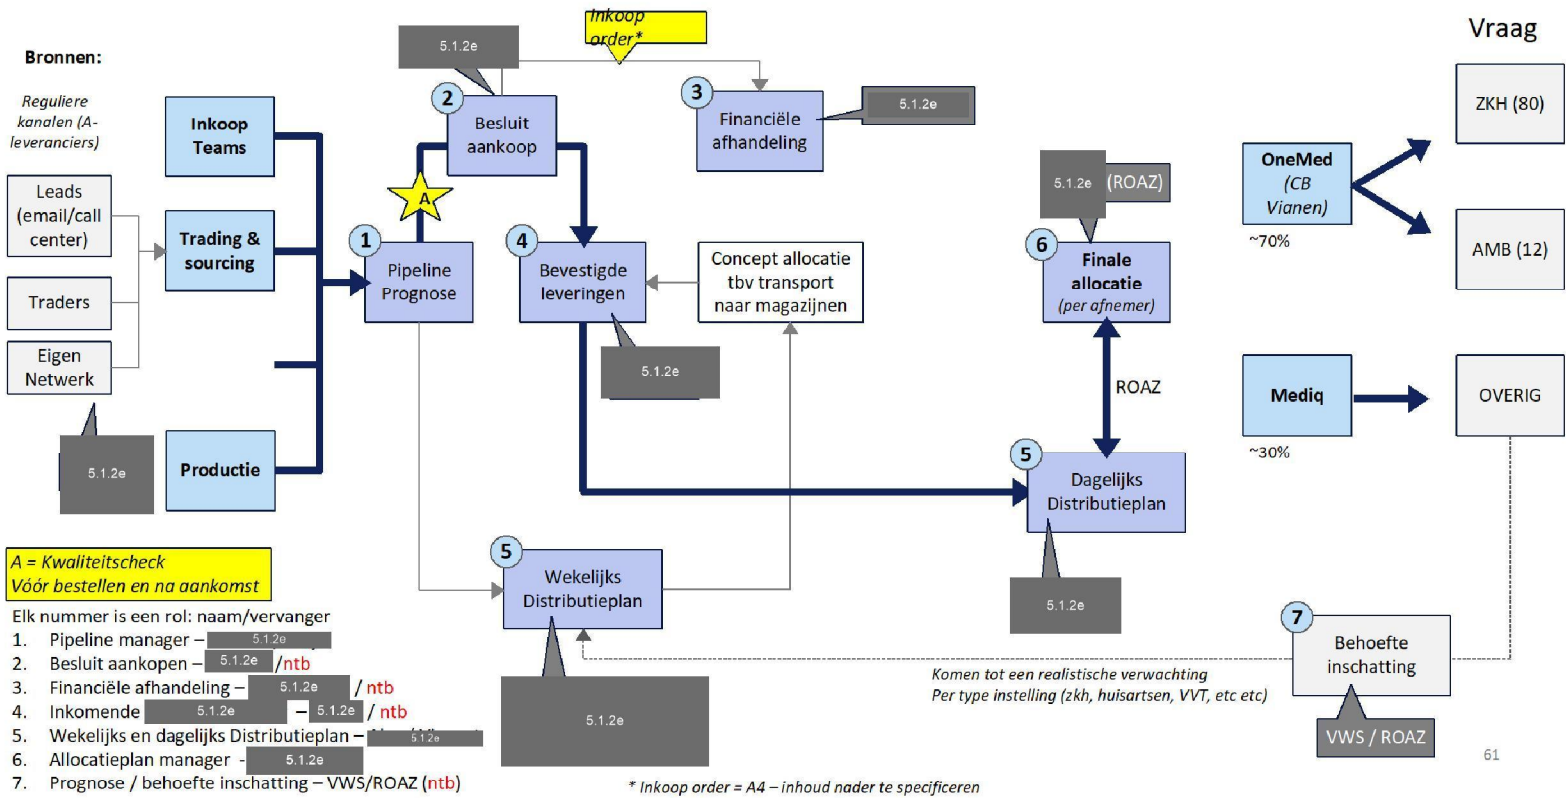 Bronnen:
Reguliere
kanalen (A-
leveranciers)
Leads
(email/call
center)
Traders
Eigen
Netwerk
5.1.2e
Inkoop
Teams
Trading &
sourcing
Productie
1
Pipeline
Prognose
A
5.1.2e
2
Besluit
aankoop
Inkoop
order*
3
Financiële
afhandeling
5.1.2e
4
Bevestigde
leveringen
5.1.2e
Concept allocatie
tbv transport
naar magazijnen
5
Wekelijks
Distributieplan
5.1.2e
5.1.2e
(ROAZ)
6
Finale
allocatie
(per afnemer)
ROAZ
5
Dagelijks
Distributieplan
5.1.2e
Vraag
OneMed
(CB
Vianen)
~70%
ZKH (80)
AMB (12)
Mediq
~30%
OVERIG
7
Behoefte
inschatting
VWS / ROAZ
Komen tot een realistische verwachting
Per type instelling (zkh, huisartsen, VVT, etc etc)
A = Kwaliteitscheck
Vóór bestellen en na aankomst
Elk nummer is een rol: naam/vervanger
1. Pipeline manager – 5.1.2e
2. Besluit aankopen – 5.1.2e /ntb
3. Financiële afhandeling – 5.1.2e / ntb
4. Inkomende 5.1.2e – 5.1.2e / ntb
5. Wekelijks en dagelijks Distributieplan – 5.1.2e
6. Allocatieplan manager - 5.1.2e
7. Prognose / behoefte inschatting – VWS/ROAZ (ntb)
* Inkoop order = A4 – inhoud nader te specificeren
61